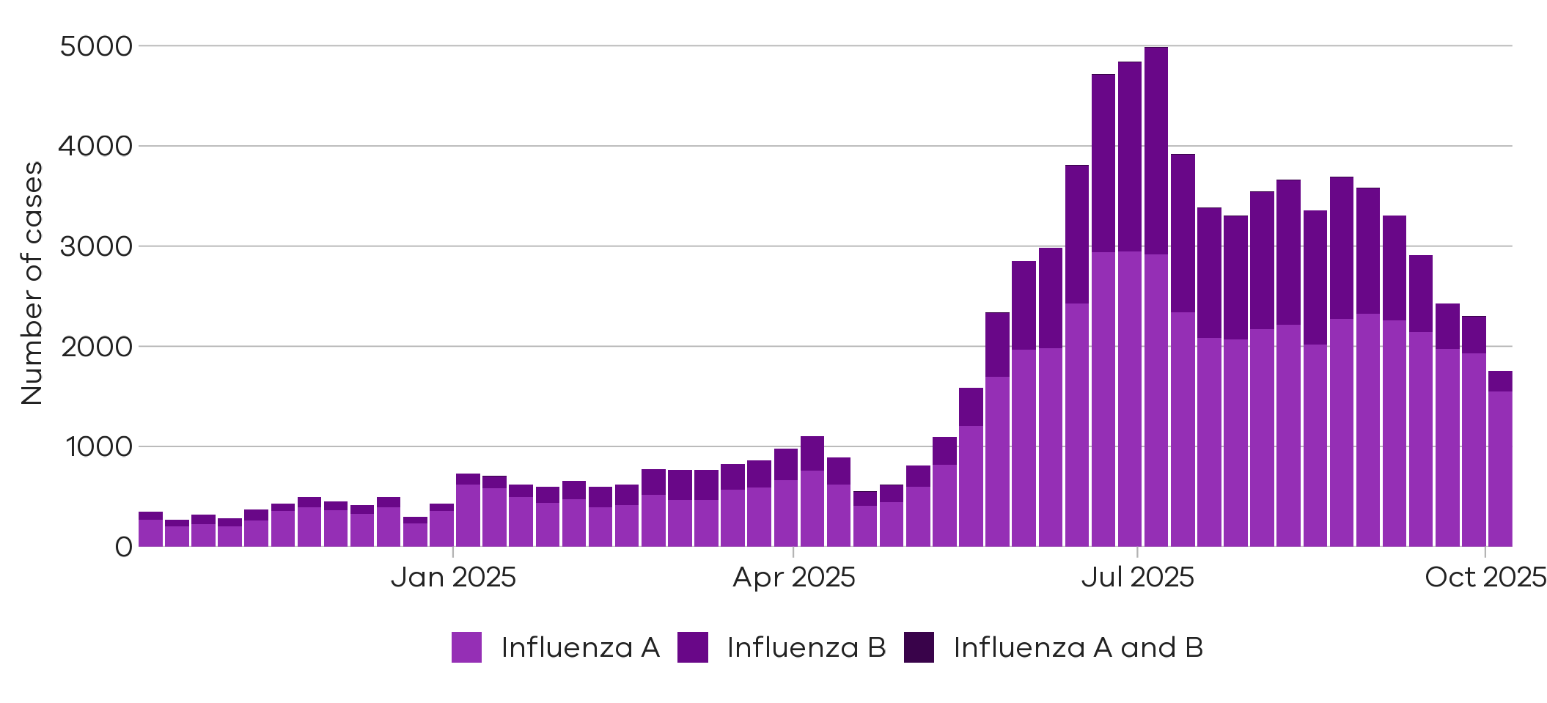 Number of cases
5000
4000
3000
2000
1000
0
Jan 2025 Apr 2025 Jul 2025 Oct 2025
Influenza A Influenza B Influenza A and B